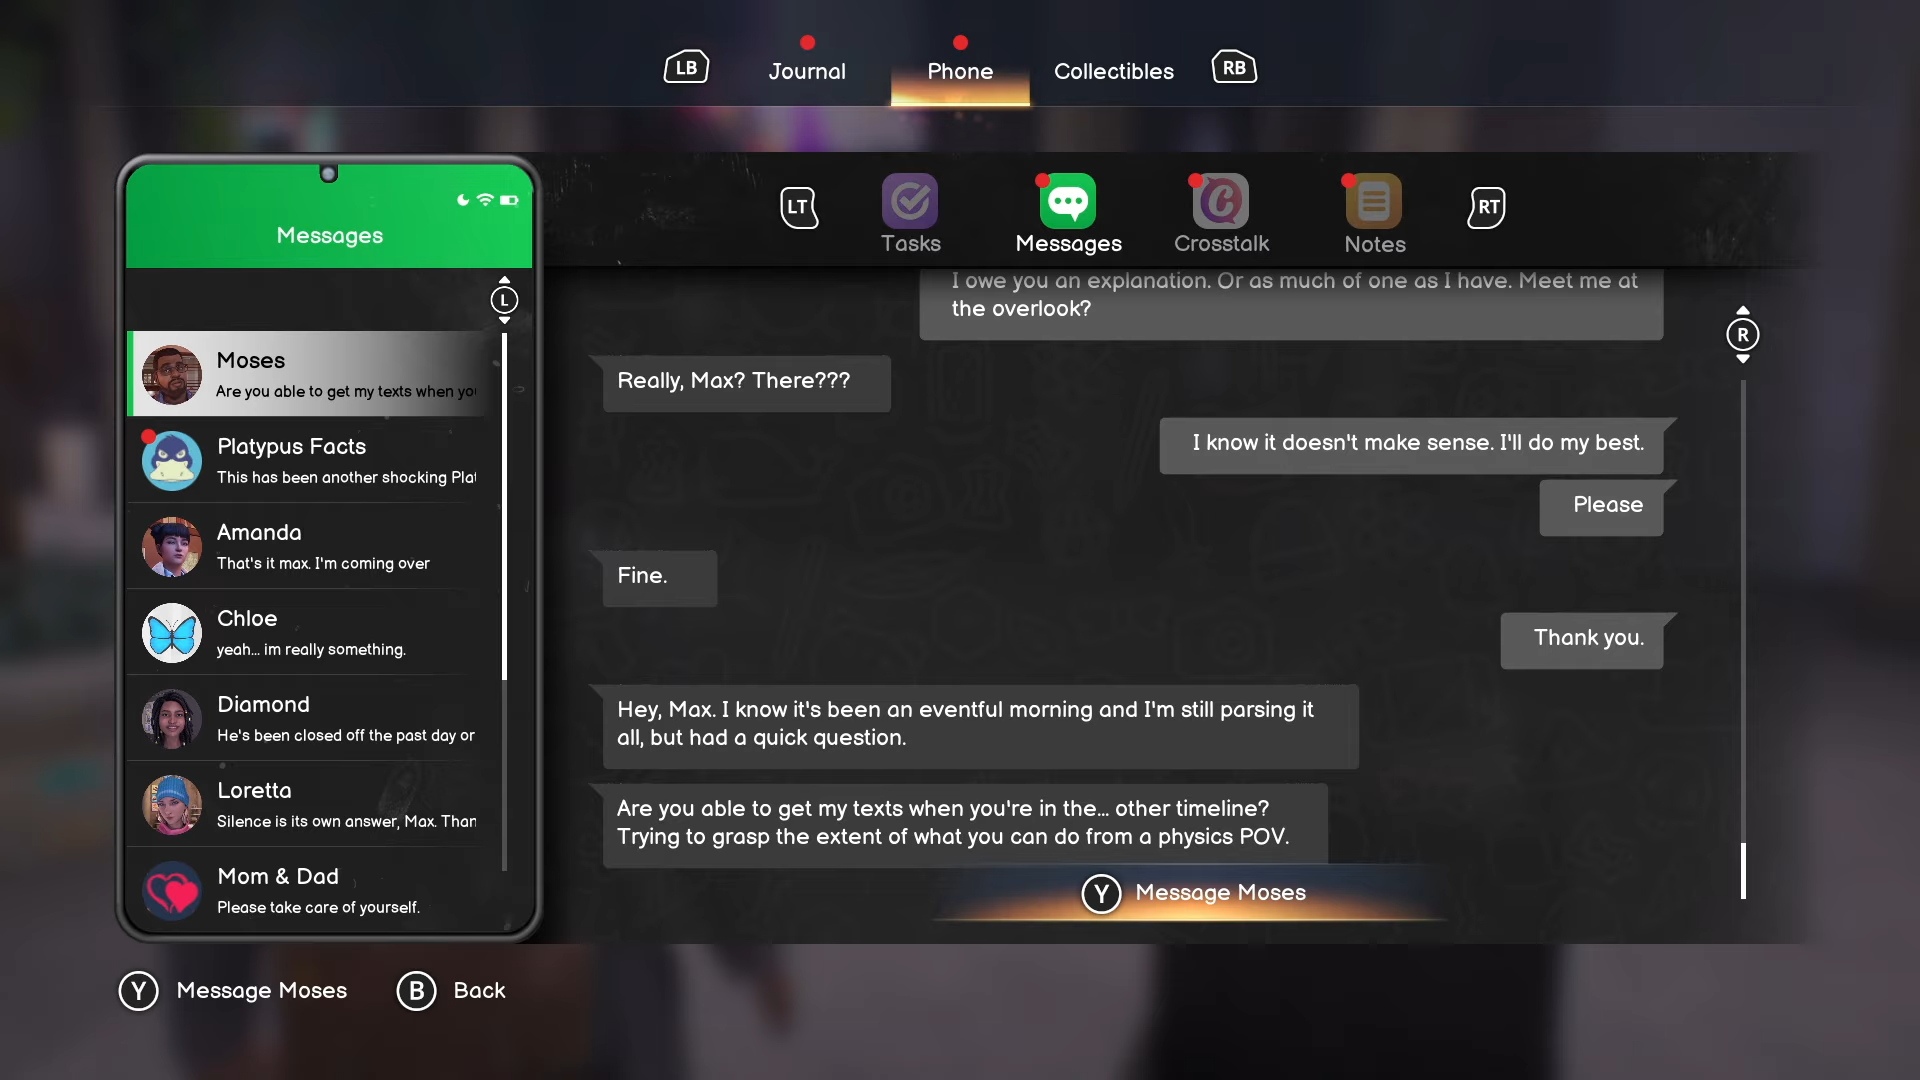 LB
Journal
Phone
Collectibles
RB
Messages
L
Moses
Are you able to get my texts when you
Platypus Facts
This has been another shocking Plat
Amanda
That's it max. I'm coming over
Chloe
yeah... im really something.
Diamond
He's been closed off the past day or
Loretta
Silence is its own answer, Max. Than
Mom & Dad
Please take care of yourself.
LT
Tasks
Messages
Crosstalk
Notes
RT
I owe you an explanation. Or as much of one as I have. Meet me at
the overlook?
R
Really, Max? There???
I know it doesn't make sense. I'll do my best.
Please
Fine.
Thank you.
Hey, Max. I know it's been an eventful morning and I'm still parsing it
all, but had a quick question.
Are you able to get my texts when you're in the... other timeline?
Trying to grasp the extent of what you can do from a physics POV.
Y Message Moses
Y Message Moses
B Back